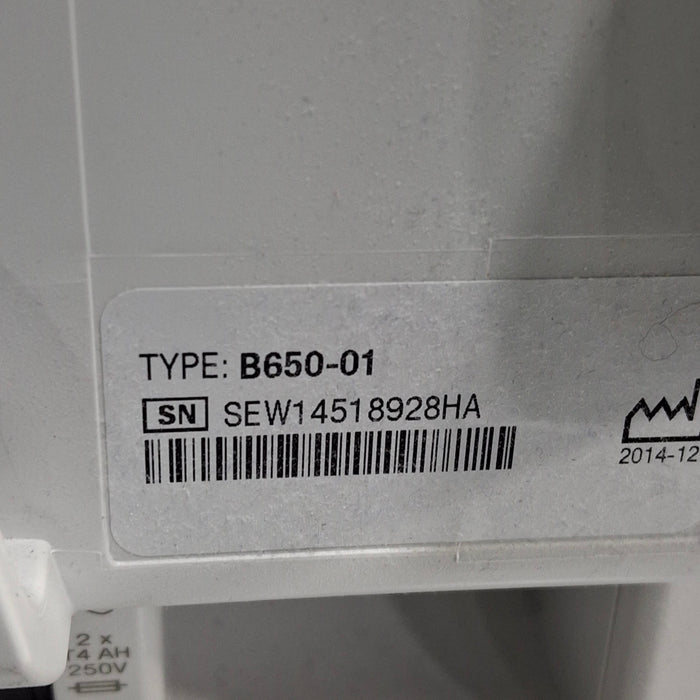 TYPE: B650-01
SN SEW14518928HA
2014-12
2 x
T4 AH
250V